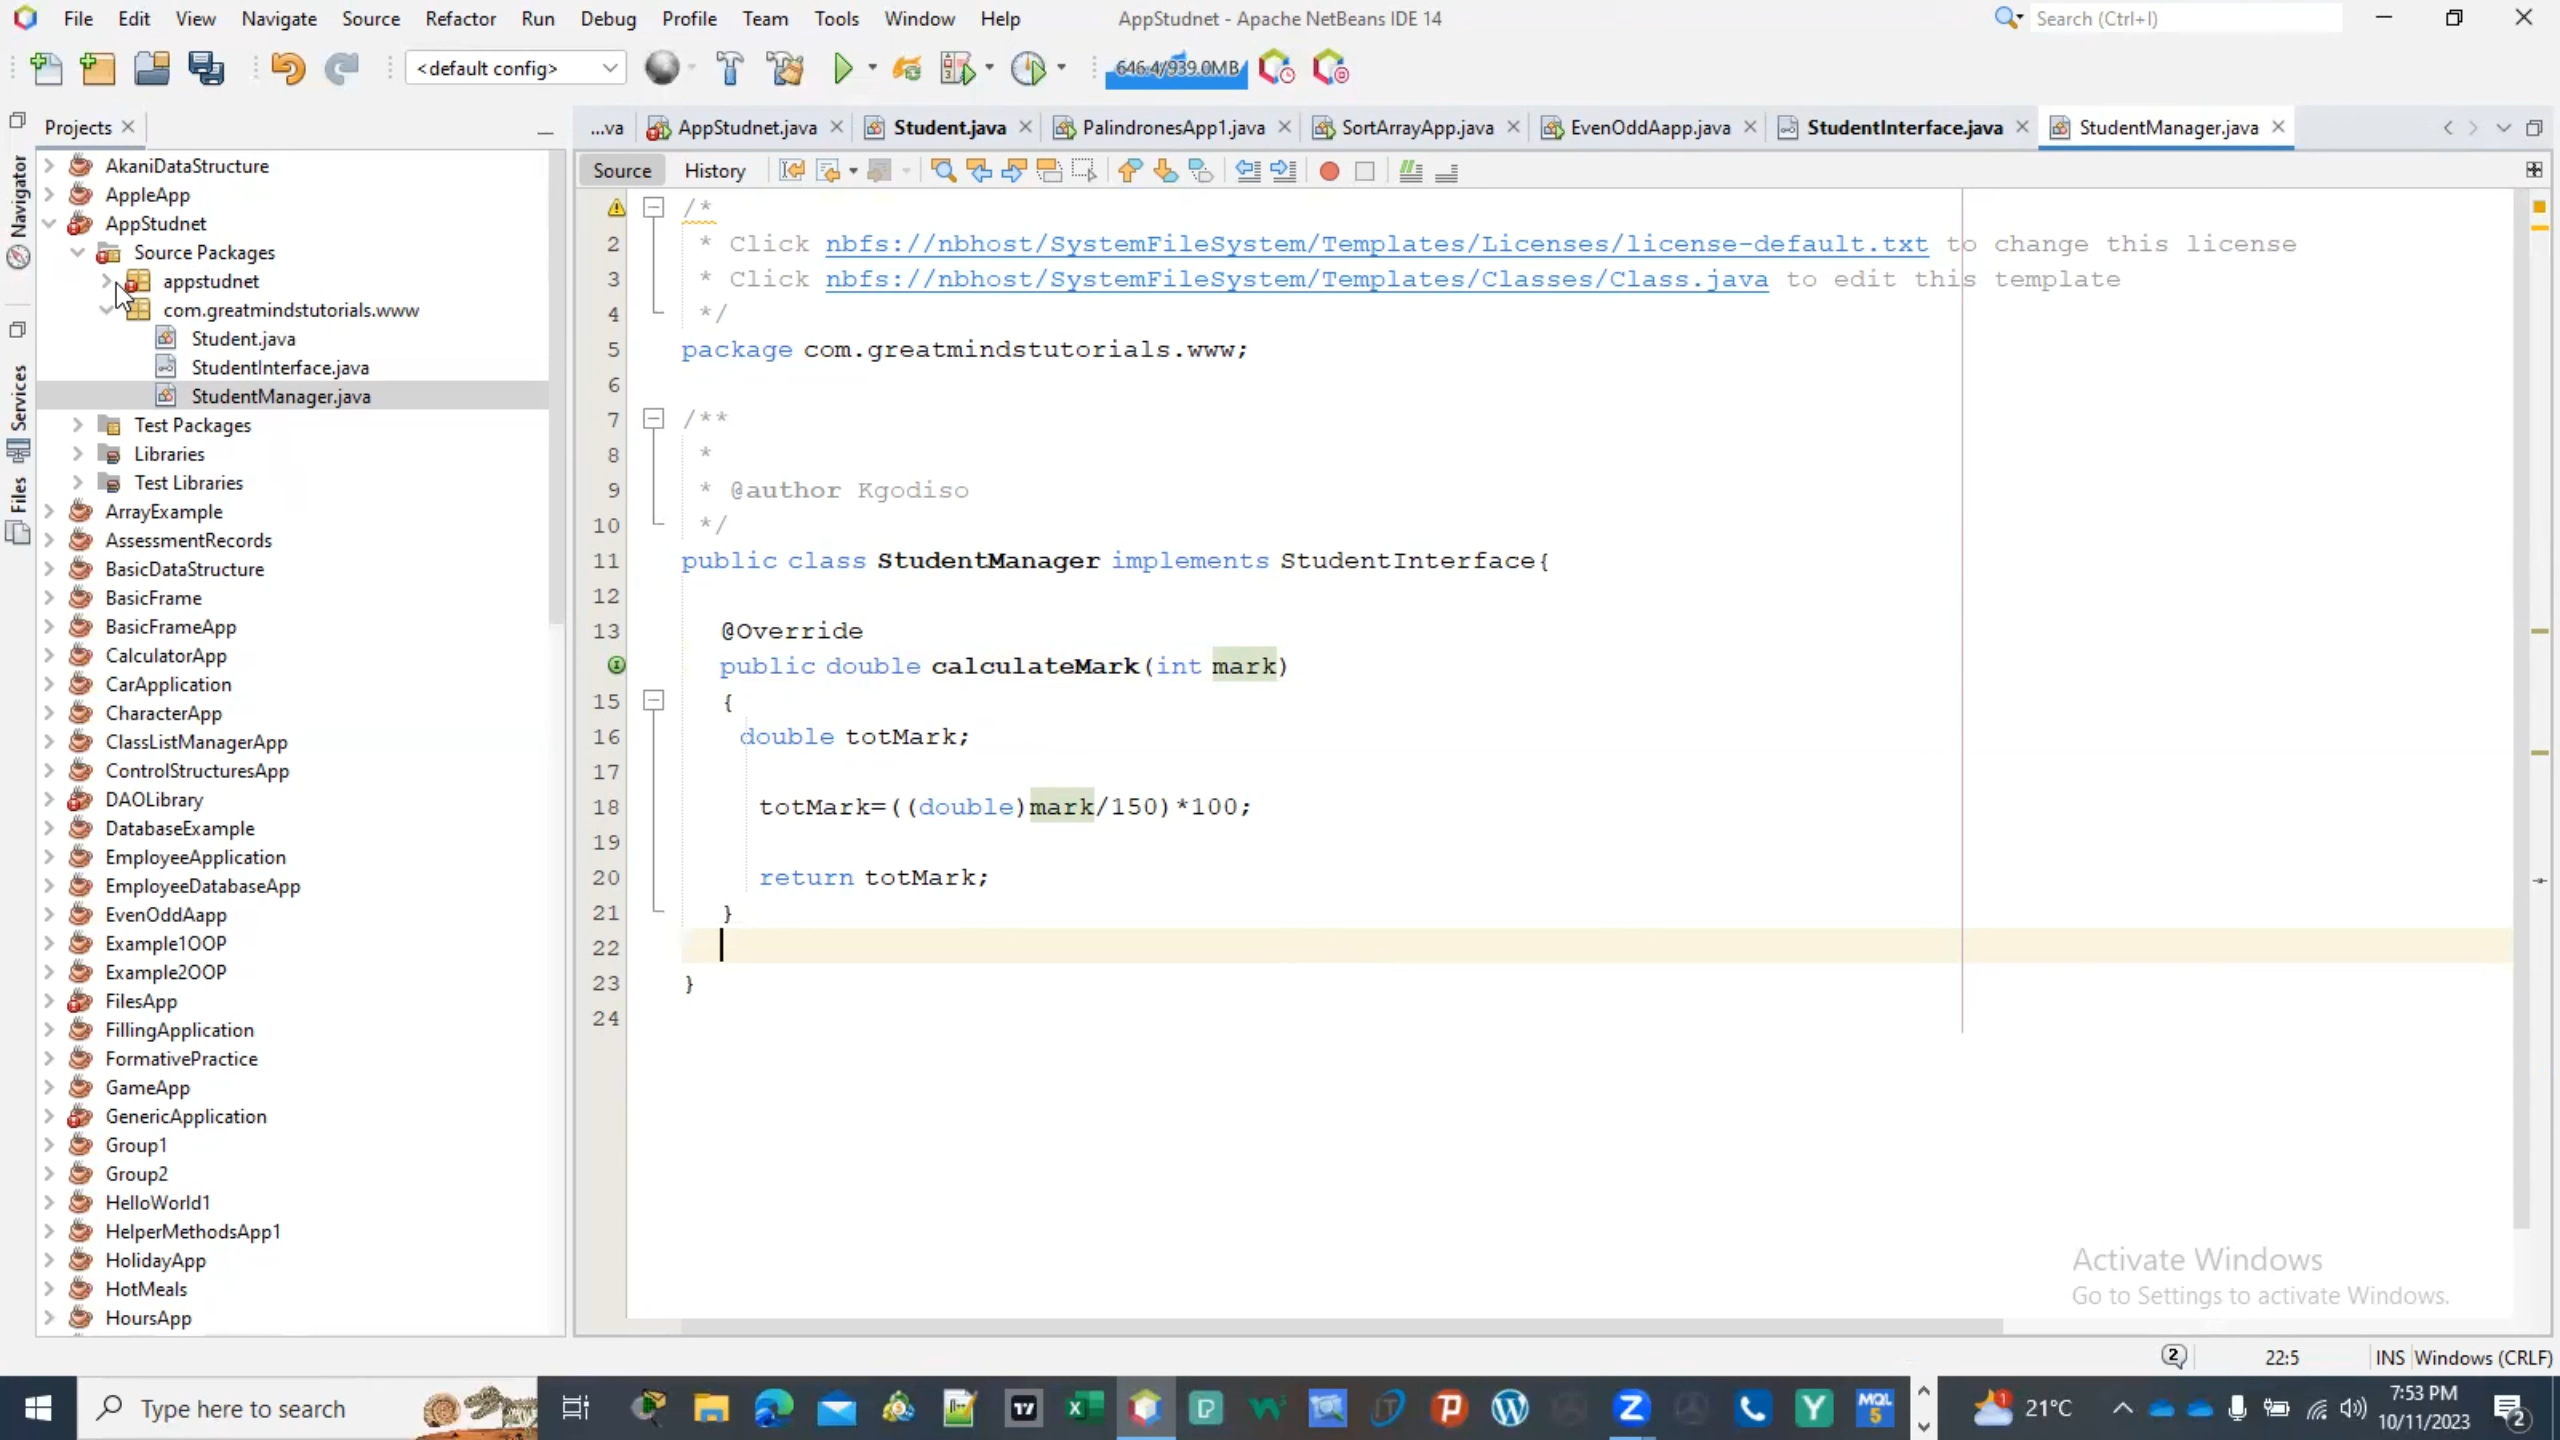 File Edit View Navigate Source Refactor Run Debug Profile Team Tools Window Help
AppStudnet - Apache NetBeans IDE 14
Search (Ctrl+I)
<default config>
646.4/939.0MB
Projects
...va
AppStudnet.java
Student.java
PalindronesApp1.java
SortArrayApp.java
EvenOddAapp.java
StudentInterface.java
StudentManager.java
Source
History
Navigator
Services
Files
AkaniDataStructure
AppleApp
AppStudnet
Source Packages
appstudnet
com.greatmindstutorials.www
Student.java
StudentInterface.java
StudentManager.java
Test Packages
Libraries
Test Libraries
ArrayExample
AssessmentRecords
BasicDataStructure
BasicFrame
BasicFrameApp
CalculatorApp
CarApplication
CharacterApp
ClassListManagerApp
ControlStructuresApp
DAOLibrary
DatabaseExample
EmployeeApplication
EmployeeDatabaseApp
EvenOddAapp
Example1OOP
Example2OOP
FilesApp
FillingApplication
FormativePractice
GameApp
GenericApplication
Group1
Group2
HelloWorld1
HelperMethodsApp1
HolidayApp
HotMeals
HoursApp
/*
2 * Click nbfs://nbhost/SystemFileSystem/Templates/Licenses/license-default.txt to change this license
3 * Click nbfs://nbhost/SystemFileSystem/Templates/Classes/Class.java to edit this template
4 */
5 package com.greatmindstutorials.www;
6
7 /**
8 *
9 * @author Kgodiso
10 */
11 public class StudentManager implements StudentInterface{
12
13 @Override
public double calculateMark(int mark)
15 {
16 double totMark;
17
18 totMark=((double)mark/150)*100;
19
20 return totMark;
21 }
22
23 }
24
Activate Windows
Go to Settings to activate Windows.
2
22:5
INS
Windows (CRLF)
Type here to search
MQL
5
21°C
7:53 PM
10/11/2023
2